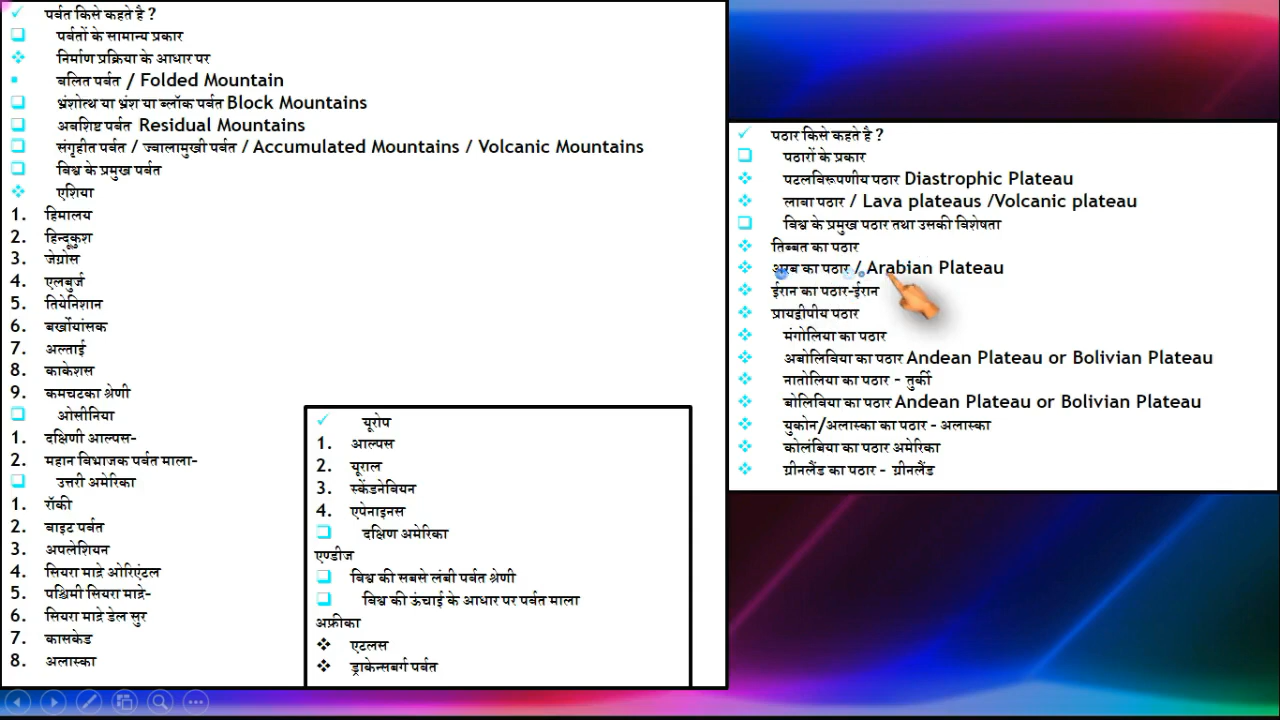 पर्वत किसे कहते है ?
पर्वतों के सामान्य प्रकार
निर्माण प्रक्रिया के आधार पर
वलित पर्वत / Folded Mountain
भ्रंशोत्थ या भ्रंश या ब्लॉक पर्वत Block Mountains
अवशिष्ट पर्वत Residual Mountains
संगृहीत पर्वत / ज्वालामुखी पर्वत / Accumulated Mountains / Volcanic Mountains
विश्व के प्रमुख पर्वत
एशिया
1. हिमालय
2. हिन्दूकुश
3. जेग्रोस
4. एलबुर्ज
5. तियेनिशान
6. बर्खोयांसक
7. अल्ताई
8. काकेशस
9. कमचटका श्रेणी
ओसीनिया
1. दक्षिणी आल्पस-
2. महान विभाजक पर्वत माला-
उत्तरी अमेरिका
1. रॉकी
2. वाइट पर्वत
3. अपलेशियन
4. सियरा माद्रे ओरिएंटल
5. पश्चिमी सियरा माद्रे-
6. सियरा माद्रे डेल सुर
7. कासकेड
8. अलास्का
यूरोप
1. आल्पस
2. यूराल
3. स्केंडनेवियन
4. एपेनाइनस
दक्षिण अमेरिका
एण्डीज
विश्व की सबसे लंबी पर्वत श्रेणी
विश्व की ऊंचाई के आधार पर पर्वत माला
अफ्रीका
एटलस
ड्राकेन्सबर्ग पर्वत
पठार किसे कहते है ?
पठारों के प्रकार
पटलविरूपणीय पठार Diastrophic Plateau
लावा पठार / Lava plateaus /Volcanic plateau
विश्व के प्रमुख पठार तथा उसकी विशेषता
तिब्बत का पठार
अरब का पठार / Arabian Plateau
ईरान का पठार-ईरान
प्रायद्वीपीय पठार
मंगोलिया का पठार
अबोलिविया का पठार Andean Plateau or Bolivian Plateau
नातोलिया का पठार - तुर्की
बोलिविया का पठार Andean Plateau or Bolivian Plateau
युकोन/अलास्का का पठार - अलास्का
कोलंबिया का पठार अमेरिका
ग्रीनलैंड का पठार - ग्रीनलैंड